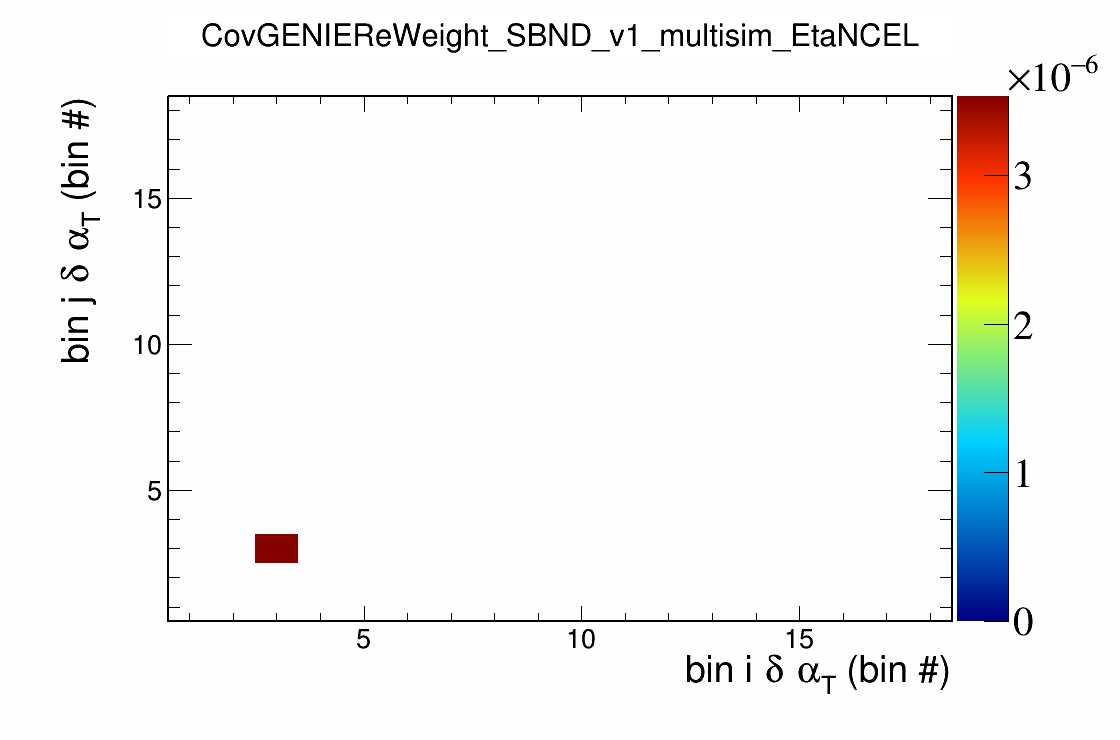 CovGENIEReWeight_SBND_v1_multisim_EtaNCEL
×10⁻⁶
bin j δ α_T (bin #)
15
10
5
3
2
1
0
5 10 15
bin i δ α_T (bin #)